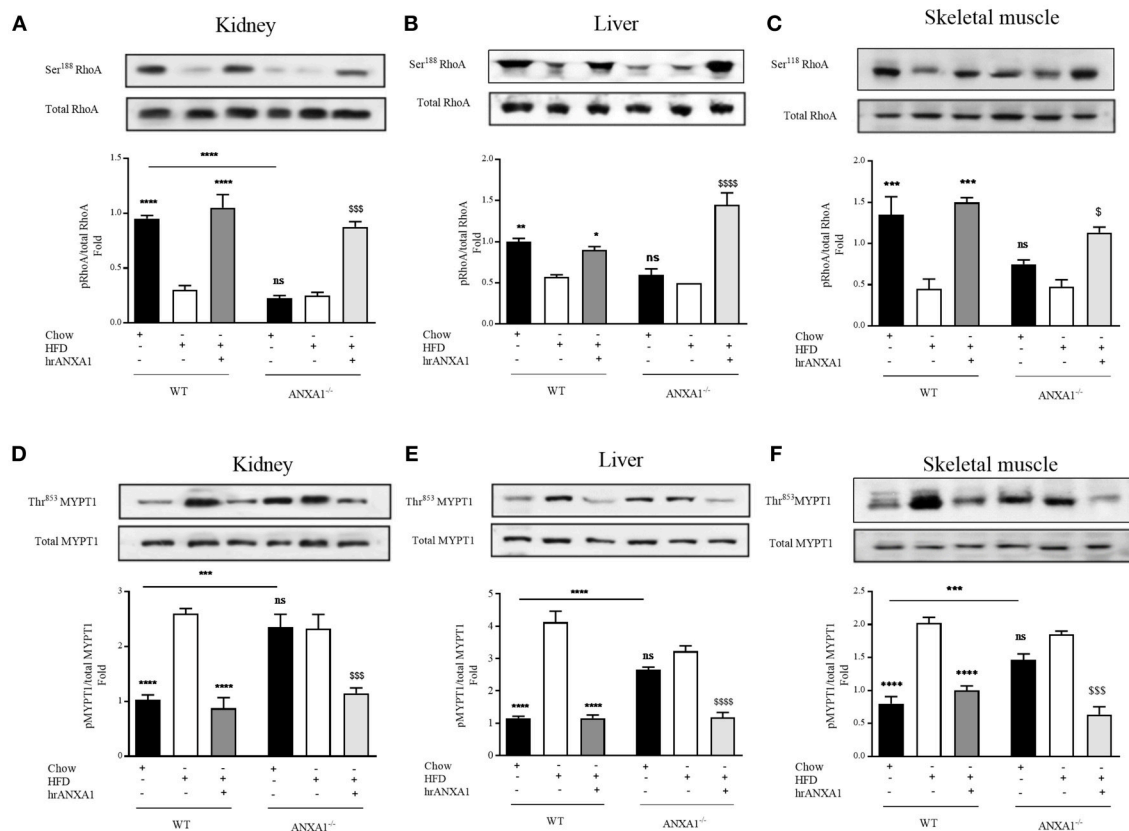 A
Kidney
Ser188 RhoA
Total RhoA
****
****
****
$$$
ns
pRhoA/total RhoA
Fold
1.5
1.0
0.5
0.0
Chow + - - + - -
HFD - + + - + +
hrANXA1 - - + - - +
WT
ANXA1-/-
B
Liver
Ser188 RhoA
Total RhoA
**
*
ns
$$$$
pRhoA/total RhoA
Fold
2.0
1.5
1.0
0.5
0.0
Chow + - - + - -
HFD - + + - + +
hrANXA1 - - + - - +
WT
ANXA1-/-
C
Skeletal muscle
Ser118 RhoA
Total RhoA
***
***
ns
$
pRhoA/total RhoA
Fold
2.0
1.5
1.0
0.5
0.0
Chow + - - + - -
HFD - + + - + +
hrANXA1 - - + - - +
WT
ANXA1-/-
D
Kidney
Thr853 MYPT1
Total MYPT1
***
ns
****
****
$$$
pMYPT1/total MYPT1
Fold
3
2
1
0
Chow + - - + - -
HFD - + + - + +
hrANXA1 - - + - - +
WT
ANXA1-/-
E
Liver
Thr853 MYPT1
Total MYPT1
****
ns
****
****
$$$$
pMYPT1/total MYPT1
Fold
5
4
3
2
1
0
Chow + - - + - -
HFD - + + - + +
hrANXA1 - - + - - +
WT
ANXA1-/-
F
Skeletal muscle
Thr853MYPT1
Total MYPT1
***
ns
****
****
$$$
pMYPT1/total MYPT1
Fold
2.5
2.0
1.5
1.0
0.5
0.0
Chow + - - + - -
HFD - + + - + +
hrANXA1 - - + - - +
WT
ANXA1-/-